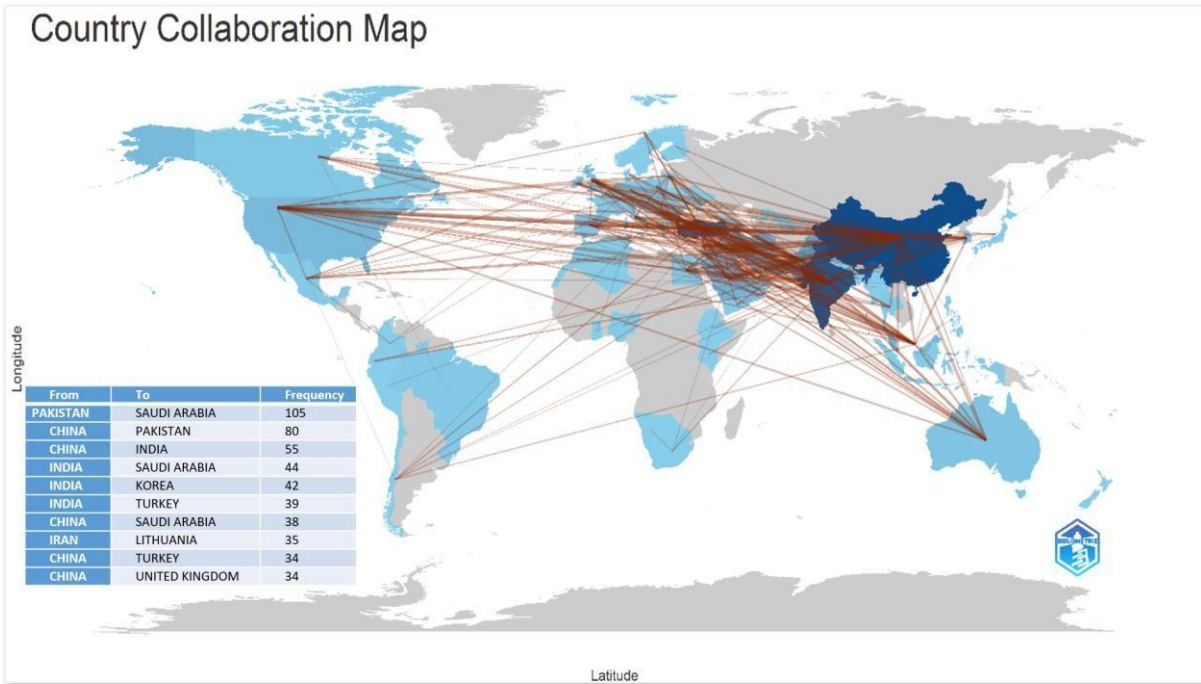 Country Collaboration Map
Longitude
From To Frequency
PAKISTAN SAUDI ARABIA 105
CHINA PAKISTAN 80
CHINA INDIA 55
INDIA SAUDI ARABIA 44
INDIA KOREA 42
INDIA TURKEY 39
CHINA SAUDI ARABIA 38
IRAN LITHUANIA 35
CHINA TURKEY 34
CHINA UNITED KINGDOM 34
Latitude